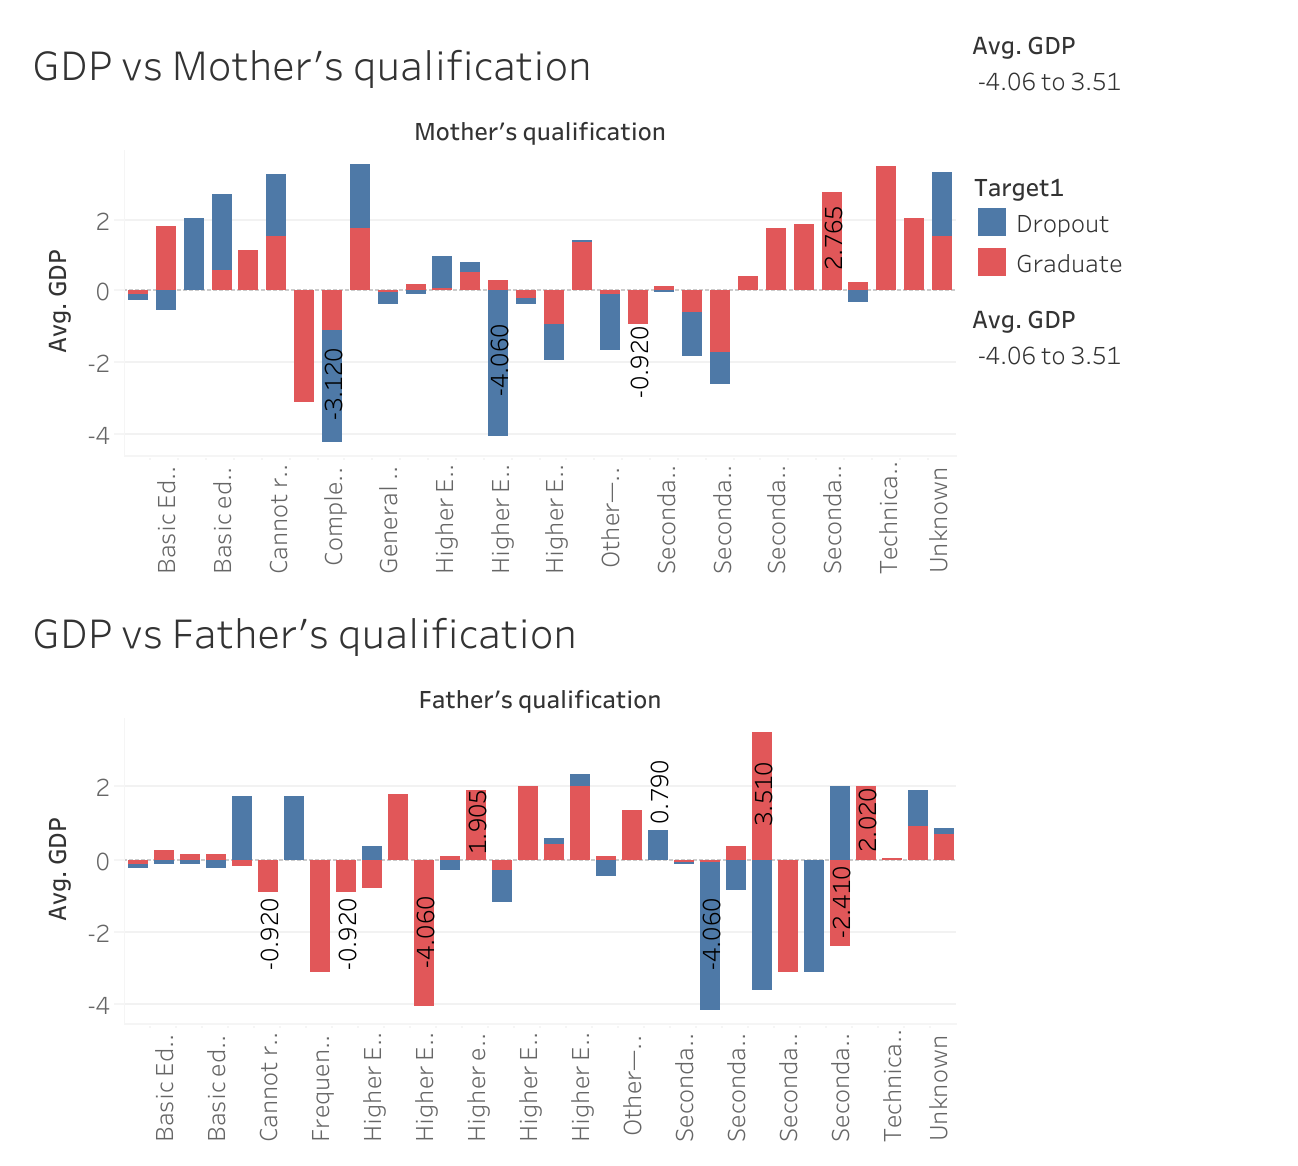 GDP vs Mother’s qualification
Avg. GDP
-4.06 to 3.51
Mother’s qualification
Target1
Dropout
Graduate
Avg. GDP
-4.06 to 3.51
Avg. GDP
2
0
-2
-4
-3.120
-4.060
-0.920
2.765
Basic Ed..
Basic ed..
Cannot r..
Comple..
General ..
Higher E..
Higher E..
Higher E..
Other—..
Seconda..
Seconda..
Seconda..
Seconda..
Technica..
Unknown
GDP vs Father’s qualification
Father’s qualification
Avg. GDP
2
0
-2
-4
-0.920
-0.920
-4.060
1.905
0.790
-4.060
3.510
-2.410
2.020
Basic Ed..
Basic ed..
Cannot r..
Frequen..
Higher E..
Higher E..
Higher e..
Higher E..
Higher E..
Other—..
Seconda..
Seconda..
Seconda..
Seconda..
Technica..
Unknown